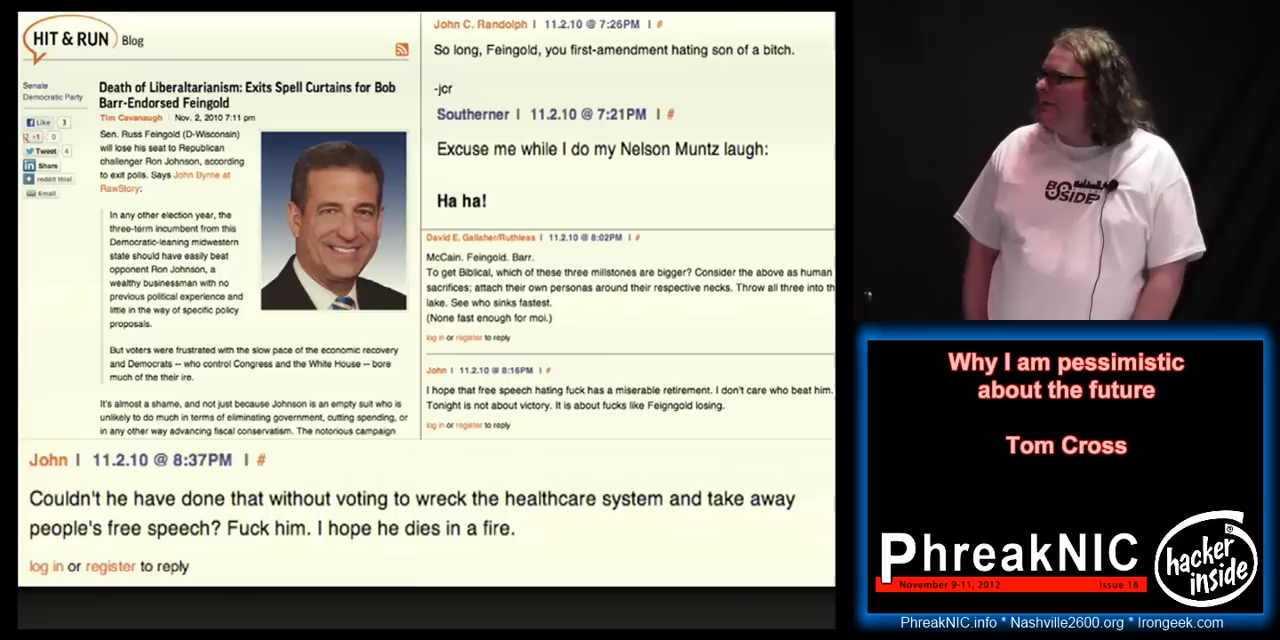 HIT & RUN Blog
Senate
Democratic Party
Like 3
+1 0
Tweet 4
Share
reddit this!
Email
Death of Liberaltarianism: Exits Spell Curtains for Bob
Barr-Endorsed Feingold
Tim Cavanaugh | Nov. 2, 2010 7:11 pm
Sen. Russ Feingold (D-Wisconsin)
will lose his seat to Republican
challenger Ron Johnson, according
to exit polls. Says John Byrne at
RawStory:
In any other election year, the
three-term incumbent from this
Democratic-leaning midwestern
state should have easily beat
opponent Ron Johnson, a
wealthy businessman with no
previous political experience and
little in the way of specific policy
proposals.
But voters were frustrated with the slow pace of the economic recovery
and Democrats -- who control Congress and the White House -- bore
much of the their ire.
It's almost a shame, and not just because Johnson is an empty suit who is
unlikely to do much in terms of eliminating government, cutting spending, or
in any other way advancing fiscal conservatism. The notorious campaign
John C. Randolph | 11.2.10 @ 7:26PM | #
So long, Feingold, you first-amendment hating son of a bitch.
-jcr
Southerner | 11.2.10 @ 7:21PM | #
Excuse me while I do my Nelson Muntz laugh:
Ha ha!
David E. Gallaher/Ruthless | 11.2.10 @ 8:02PM | #
McCain. Feingold. Barr.
To get Biblical, which of these three millstones are bigger? Consider the above as human
sacrifices; attach their own personas around their respective necks. Throw all three into th
lake. See who sinks fastest.
(None fast enough for moi.)
log in or register to reply
John | 11.2.10 @ 8:16PM | #
I hope that free speech hating fuck has a miserable retirement. I don't care who beat him.
Tonight is not about victory. It is about fucks like Feigngold losing.
log in or register to reply
John | 11.2.10 @ 8:37PM | #
Couldn't he have done that without voting to wreck the healthcare system and take away
people's free speech? Fuck him. I hope he dies in a fire.
log in or register to reply
Why I am pessimistic
about the future
Tom Cross
PhreakNIC
November 9-11, 2012 Issue 16
hacker
inside
®
PhreakNIC.info * Nashville2600.org * Irongeek.com